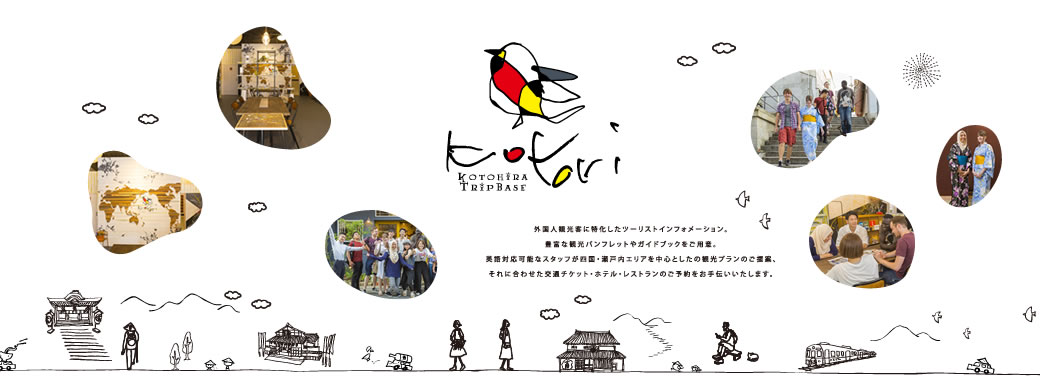 Kotori
KOTOHIRA
TRIPBASE
外国人観光客に特化したツーリストインフォメーション。
豊富な観光パンフレットやガイドブックをご用意。
英語対応可能なスタッフが四国・瀬戸内エリアを中心としたの観光プランのご提案、
それに合わせた交通チケット・ホテル・レストランのご予約をお手伝いいたします。